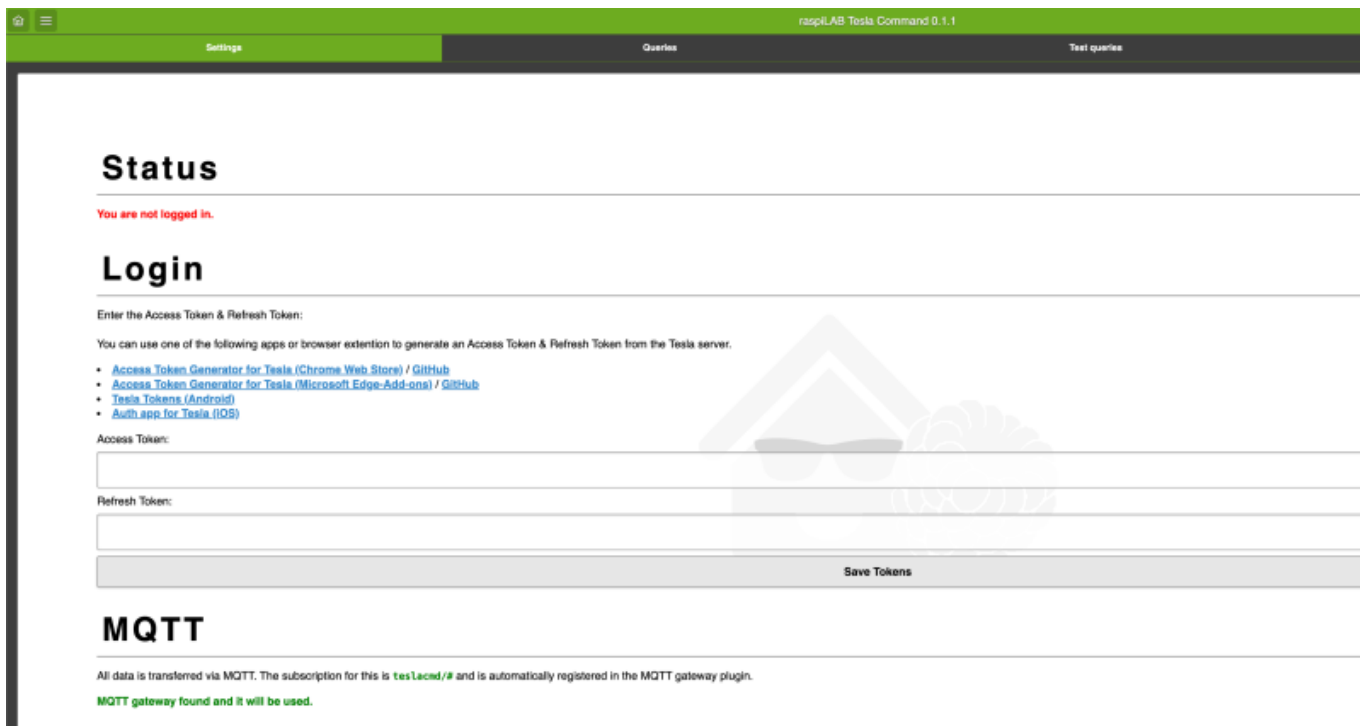 raspiLAB Tesla Command 0.1.1
Settings Queries Test queries
Status
You are not logged in.
Login
Enter the Access Token & Refresh Token:
You can use one of the following apps or browser extention to generate an Access Token & Refresh Token from the Tesla server.
• Access Token Generator for Tesla (Chrome Web Store) / GitHub
• Access Token Generator for Tesla (Microsoft Edge-Add-ons) / GitHub
• Tesla Tokens (Android)
• Auth app for Tesla (iOS)
Access Token:
Refresh Token:
Save Tokens
MQTT
All data is transferred via MQTT. The subscription for this is teslacmd/# and is automatically registered in the MQTT gateway plugin.
MQTT gateway found and it will be used.